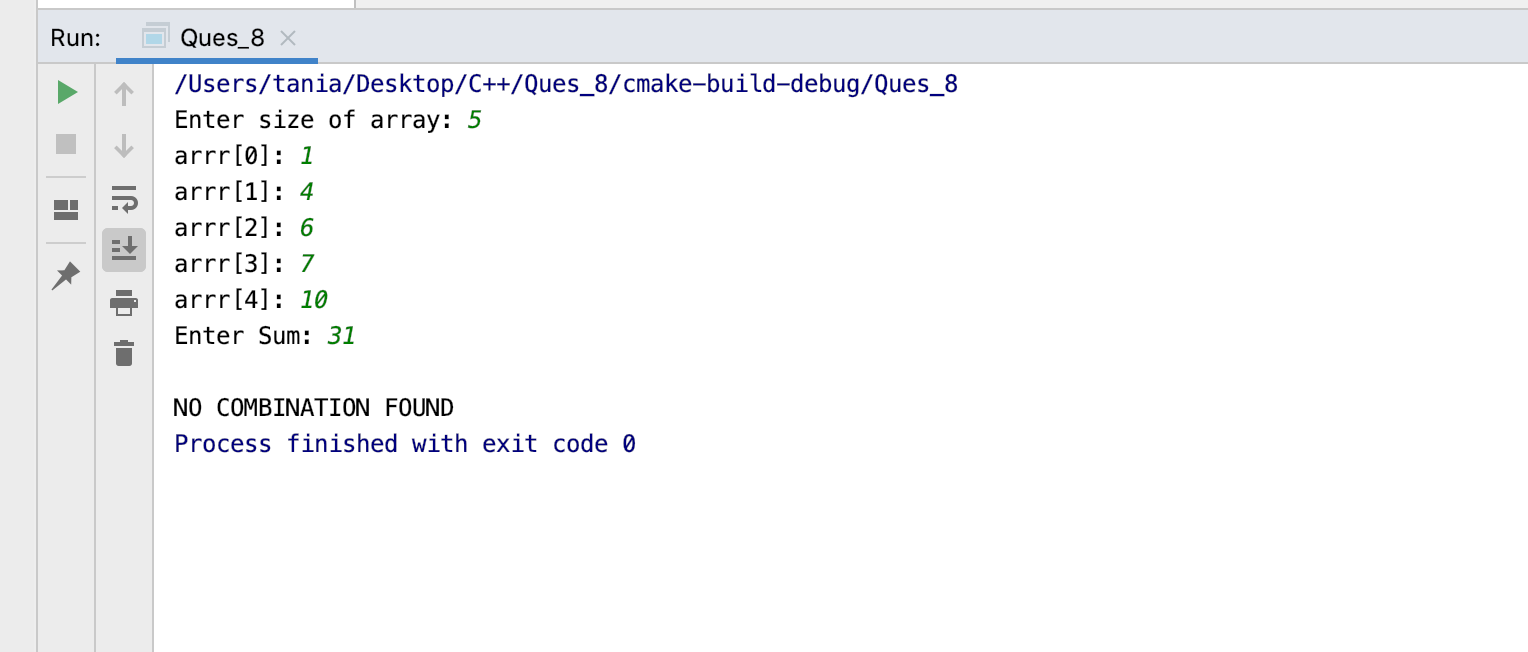 Run: Ques_8
/Users/tania/Desktop/C++/Ques_8/cmake-build-debug/Ques_8
Enter size of array: 5
arrr[0]: 1
arrr[1]: 4
arrr[2]: 6
arrr[3]: 7
arrr[4]: 10
Enter Sum: 31
NO COMBINATION FOUND
Process finished with exit code 0